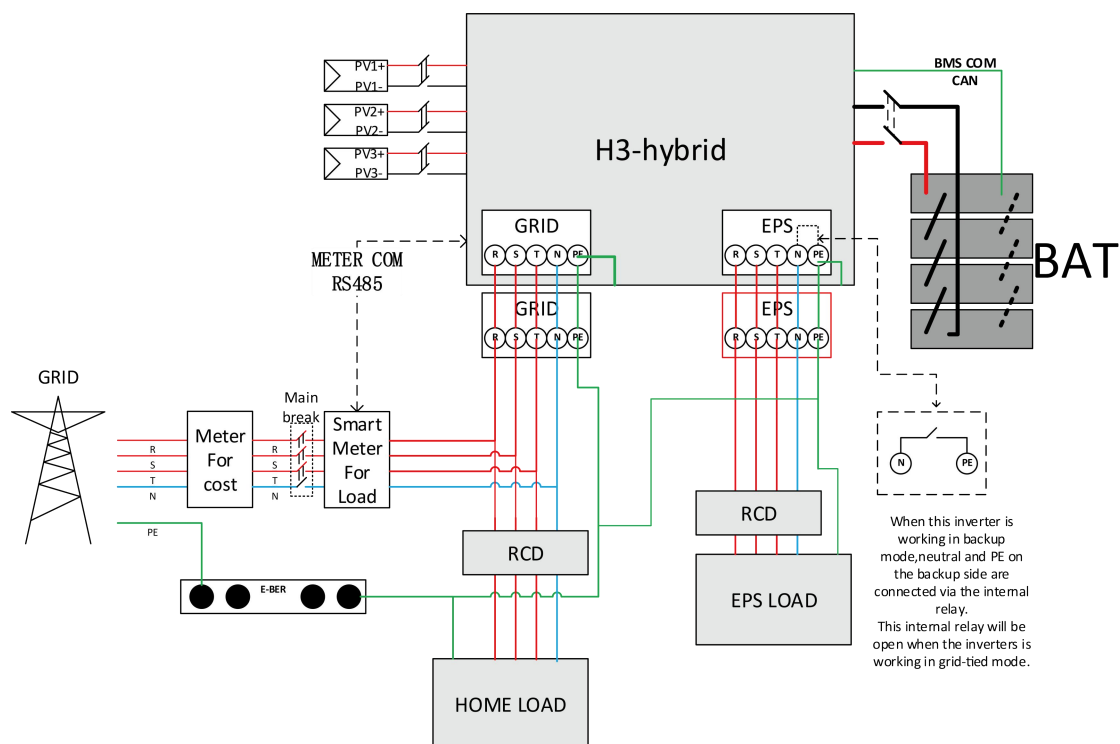 PV1+
PV1-
PV2+
PV2-
PV3+
PV3-
H3-hybrid
BMS COM
CAN
BAT
GRID
R S T N PE
EPS
R S T N PE
METER COM
RS485
GRID
R S T N PE
EPS
R S T N PE
GRID
Meter
For
cost
Main
break
Smart
Meter
For
Load
R
S
T
N
R
S
T
N
PE
E-BER
RCD
HOME LOAD
RCD
EPS LOAD
N PE
When this inverter is
working in backup
mode,neutral and PE on
the backup side are
connected via the internal
relay.
This internal relay will be
open when the inverters is
working in grid-tied mode.